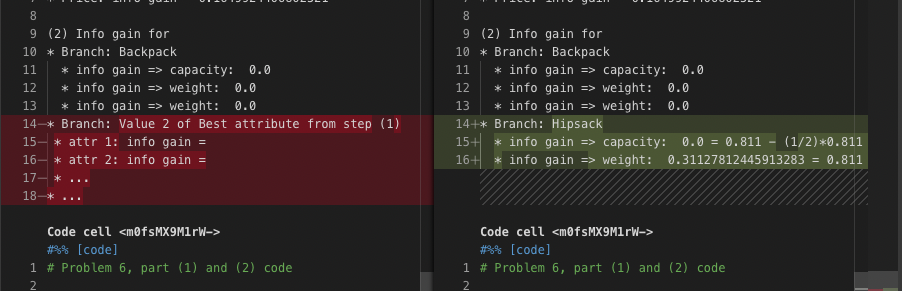 8
9 (2) Info gain for
10 * Branch: Backpack
11 * info gain => capacity: 0.0
12 * info gain => weight: 0.0
13 * info gain => weight: 0.0
14-* Branch: Value 2 of Best attribute from step (1)
15- * attr 1: info gain =
16- * attr 2: info gain =
17- * ...
18-* ...
Code cell <m0fsMX9M1rW->
#%% [code]
1 # Problem 6, part (1) and (2) code
2
8
9 (2) Info gain for
10 * Branch: Backpack
11 * info gain => capacity: 0.0
12 * info gain => weight: 0.0
13 * info gain => weight: 0.0
14+* Branch: Hipsack
15+ * info gain => capacity: 0.0 = 0.811 - (1/2)*0.811
16+ * info gain => weight: 0.31127812445913283 = 0.811
Code cell <m0fsMX9M1rW->
#%% [code]
1 # Problem 6, part (1) and (2) code
2